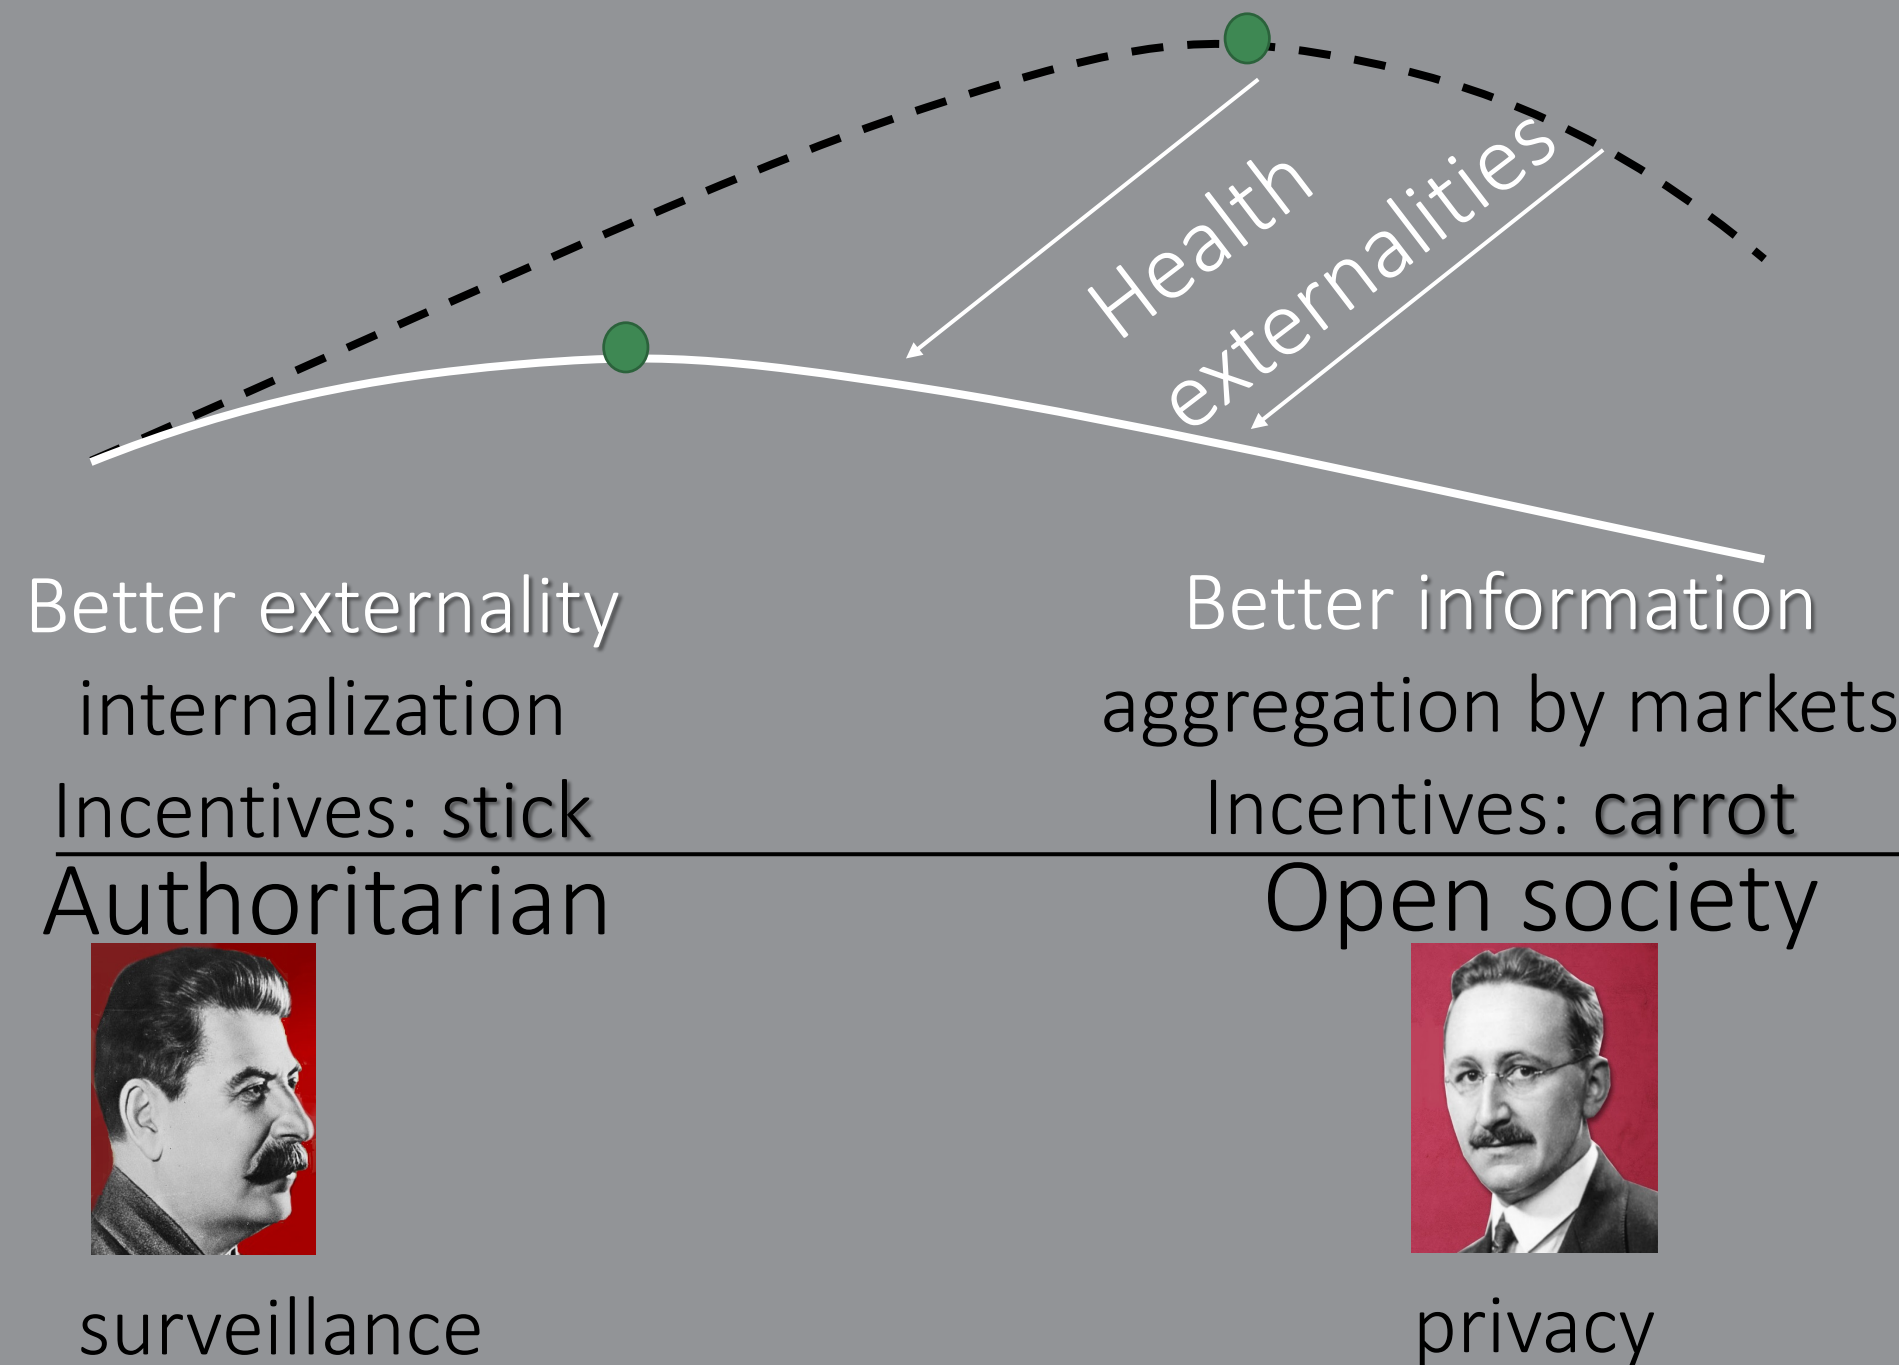 Health
externalities
Better externality
internalization
Incentives: stick
Better information
aggregation by markets
Incentives: carrot
Authoritarian
Open society
surveillance
privacy